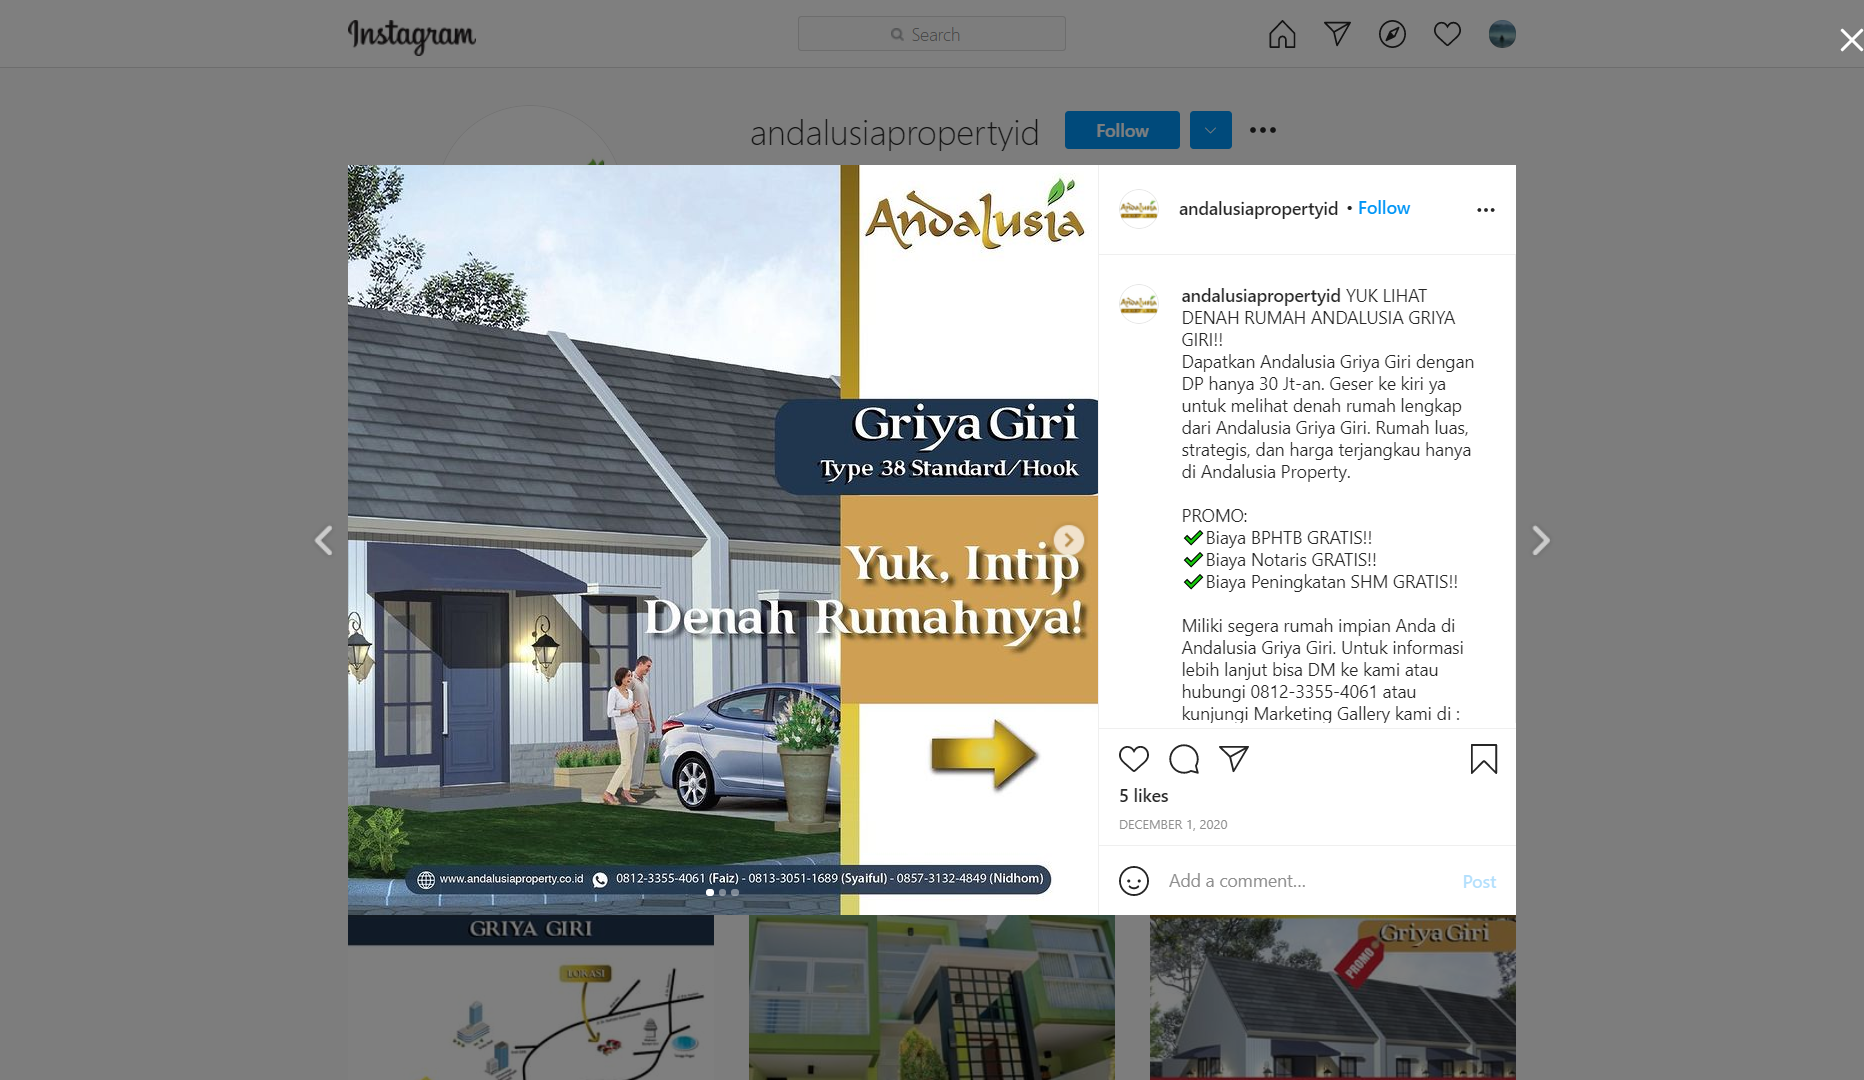 Instagram
Search
andalusiapropertyid
Follow
Andalusia
Griya Giri
Type 38 Standard/Hook
Yuk, Intip
Denah Rumahnya!
www.andalusiaproperty.co.id
0812-3355-4061 (Faiz) - 0813-3051-1689 (Syaiful) - 0857-3132-4849 (Nidhom)
andalusiapropertyid • Follow
andalusiapropertyid YUK LIHAT
DENAH RUMAH ANDALUSIA GRIYA
GIRI!!
Dapatkan Andalusia Griya Giri dengan
DP hanya 30 Jt-an. Geser ke kiri ya
untuk melihat denah rumah lengkap
dari Andalusia Griya Giri. Rumah luas,
strategis, dan harga terjangkau hanya
di Andalusia Property.
PROMO:
✔Biaya BPHTB GRATIS!!
✔Biaya Notaris GRATIS!!
✔Biaya Peningkatan SHM GRATIS!!
Miliki segera rumah impian Anda di
Andalusia Griya Giri. Untuk informasi
lebih lanjut bisa DM ke kami atau
hubungi 0812-3355-4061 atau
kunjungi Marketing Gallery kami di :
5 likes
DECEMBER 1, 2020
Add a comment...
Post
GRIYA GIRI
LOKASI
Griya Giri
PROMO